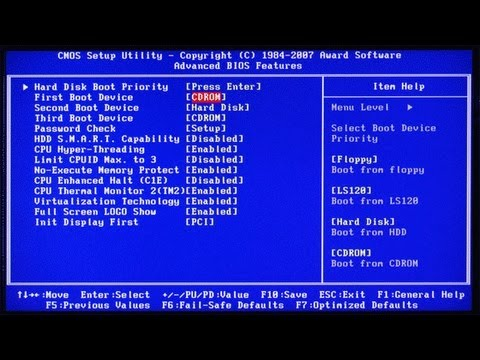 CMOS Setup Utility - Copyright (C) 1984-2007 Award Software
Advanced BIOS Features
Hard Disk Boot Priority [Press Enter]
First Boot Device [CDROM]
Second Boot Device [Hard Disk]
Third Boot Device [CDROM]
Password Check [Setup]
HDD S.M.A.R.T. Capability [Disabled]
CPU Hyper-Threading [Enabled]
Limit CPUID Max. to 3 [Disabled]
No-Execute Memory Protect [Enabled]
CPU Enhanced Halt (C1E) [Disabled]
CPU Thermal Monitor 2(TM2) [Enabled]
Virtualization Technology [Enabled]
Full Screen LOGO Show [Enabled]
Init Display First [PCI]
Item Help
Menu Level ▶
Select Boot Device
Priority
[Floppy]
Boot from floppy
[LS120]
Boot from LS120
[Hard Disk]
Boot from HDD
[CDROM]
Boot from CDROM
↑↓→←:Move Enter:Select +/-/PU/PD:Value F10:Save ESC:Exit F1:General Help
F5:Previous Values F6:Fail-Safe Defaults F7:Optimized Defaults